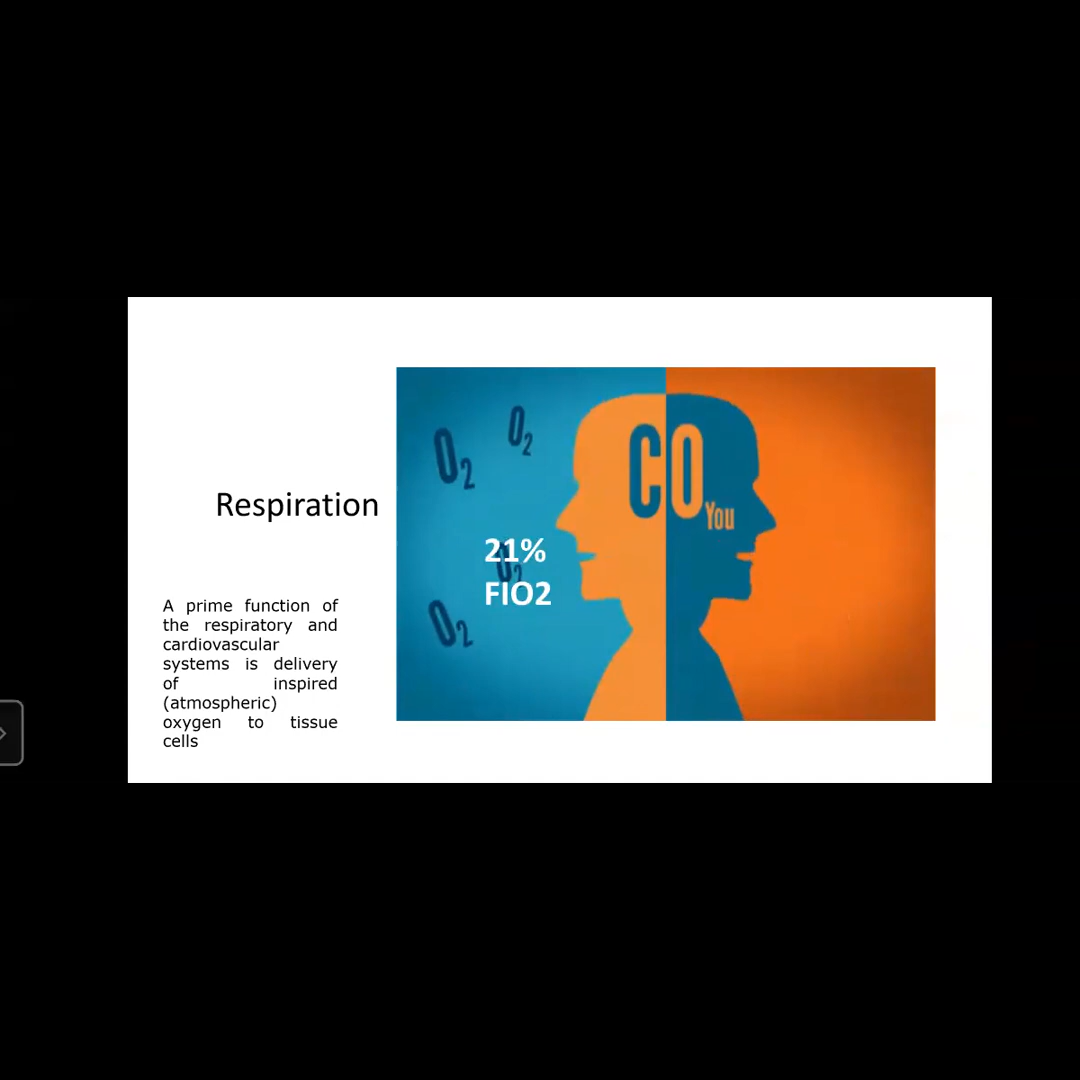 Respiration
A prime function of
the respiratory and
cardiovascular
systems is delivery
of inspired
(atmospheric)
oxygen to tissue
cells
O2
O2
O2
O2
21%
FIO2
CO
You